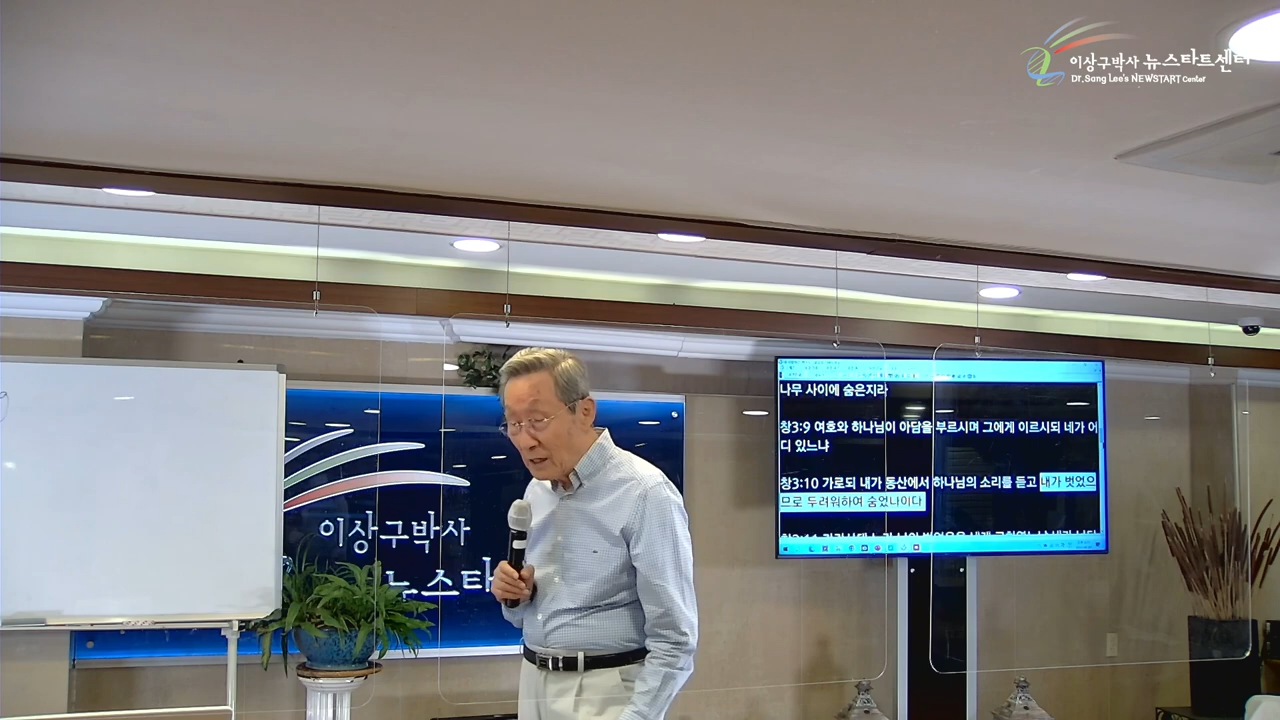 이상구박사 뉴스타트센터
Dr. Sang Lee's NEWSTART Center
이상구박사
뉴스타
나무 사이에 숨은지라
창3:9 여호와 하나님이 아담을 부르시며 그에게 이르시되 네가 어
디 있느냐
창3:10 가로되 내가 동산에서 하나님의 소리를 듣고 내가 벗었으
므로 두려워하여 숨었나이다